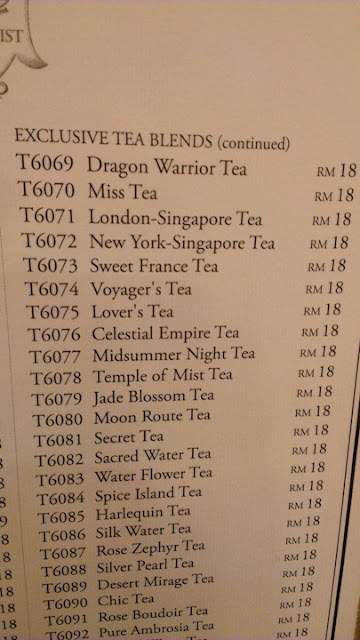 IST
EXCLUSIVE TEA BLENDS (continued)
T6069 Dragon Warrior Tea RM 18
T6070 Miss Tea RM 18
T6071 London-Singapore Tea RM 18
T6072 New York-Singapore Tea RM 18
T6073 Sweet France Tea RM 18
T6074 Voyager's Tea RM 18
T6075 Lover's Tea RM 18
T6076 Celestial Empire Tea RM 18
T6077 Midsummer Night Tea RM 18
T6078 Temple of Mist Tea RM 18
T6079 Jade Blossom Tea RM 18
T6080 Moon Route Tea RM 18
T6081 Secret Tea RM 18
T6082 Sacred Water Tea RM 18
T6083 Water Flower Tea RM 18
T6084 Spice Island Tea RM 18
T6085 Harlequin Tea RM 18
T6086 Silk Water Tea RM 18
T6087 Rose Zephyr Tea RM 18
T6088 Silver Pearl Tea RM 18
T6089 Desert Mirage Tea RM 18
T6090 Chic Tea RM 18
T6091 Rose Boudoir Tea RM 18
T6092 Pure Ambrosia Tea RM 18